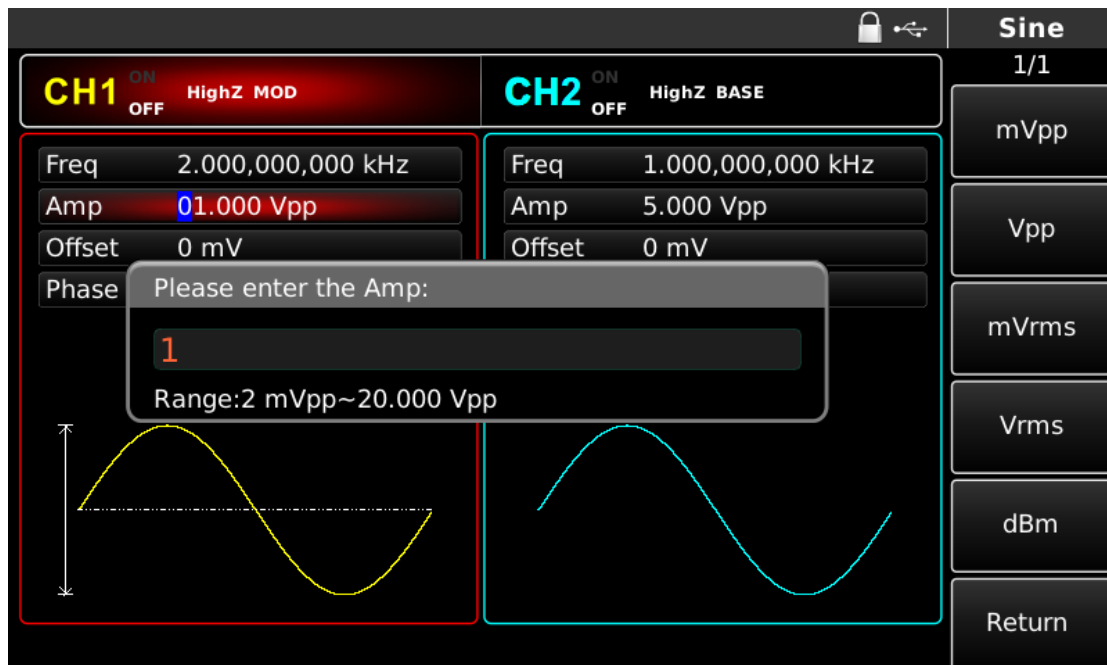 Sine
1/1
CH1 ON OFF HighZ MOD
CH2 ON OFF HighZ BASE
Freq 2.000,000,000 kHz
Amp 01.000 Vpp
Offset 0 mV
Phase
Freq 1.000,000,000 kHz
Amp 5.000 Vpp
Offset 0 mV
Please enter the Amp:
1
Range:2 mVpp~20.000 Vpp
mVpp
Vpp
mVrms
Vrms
dBm
Return